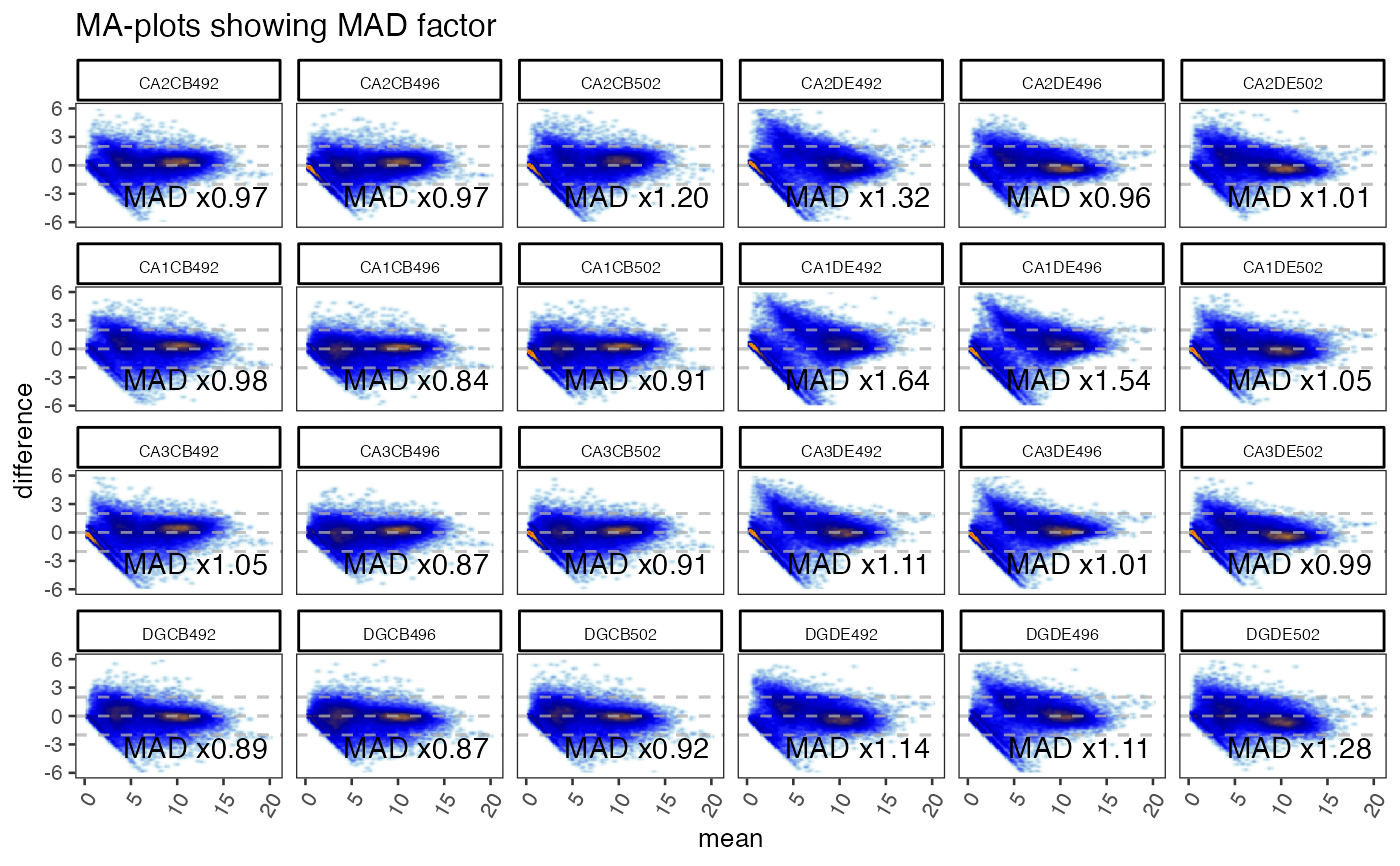 MA-plots showing MAD factor
CA2CB492 CA2CB496 CA2CB502 CA2DE492 CA2DE496 CA2DE502
6
3
0
-3
-6
MAD x0.97 MAD x0.97 MAD x1.20 MAD x1.32 MAD x0.96 MAD x1.01
CA1CB492 CA1CB496 CA1CB502 CA1DE492 CA1DE496 CA1DE502
6
3
0
-3
-6
MAD x0.98 MAD x0.84 MAD x0.91 MAD x1.64 MAD x1.54 MAD x1.05
difference
CA3CB492 CA3CB496 CA3CB502 CA3DE492 CA3DE496 CA3DE502
6
3
0
-3
-6
MAD x1.05 MAD x0.87 MAD x0.91 MAD x1.11 MAD x1.01 MAD x0.99
DGCB492 DGCB496 DGCB502 DGDE492 DGDE496 DGDE502
6
3
0
-3
-6
MAD x0.89 MAD x0.87 MAD x0.92 MAD x1.14 MAD x1.11 MAD x1.28
0 5 10 15 20 0 5 10 15 20 0 5 10 15 20 0 5 10 15 20 0 5 10 15 20 0 5 10 15 20
mean